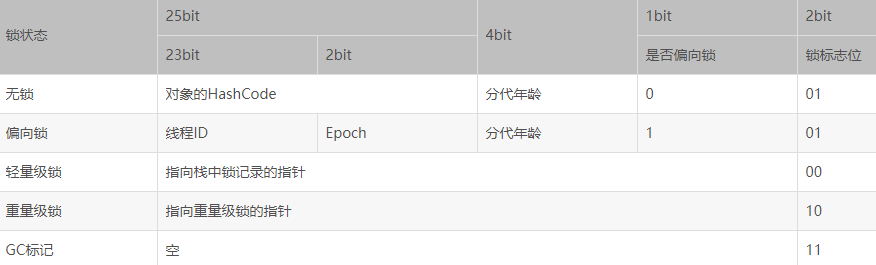 锁状态 25bit 4bit 1bit 2bit
23bit 2bit 是否偏向锁 锁标志位
无锁 对象的HashCode 分代年龄 0 01
偏向锁 线程ID Epoch 分代年龄 1 01
轻量级锁 指向栈中锁记录的指针 00
重量级锁 指向重量级锁的指针 10
GC标记 空 11